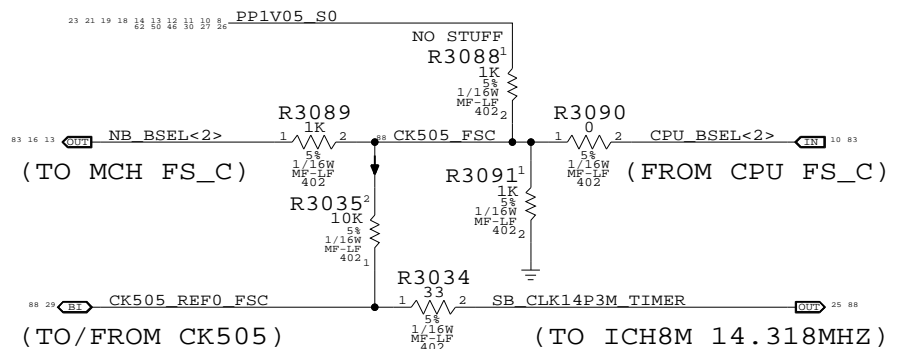 23 21 19 18 14 13 12 11 10 8
62 50 46 30 27 26
PP1V05_S0
NO STUFF
R3088 1
1K
5%
1/16W
MF-LF
402 2
R3089
1 1K 2
5%
1/16W
MF-LF
402
83 16 13 OUT NB_BSEL<2>
(TO MCH FS_C)
88 CK505_FSC
R3090
1 0 2
5%
1/16W
MF-LF
402
CPU_BSEL<2> IN 10 83
(FROM CPU FS_C)
R3091 1
1K
5%
1/16W
MF-LF
402 2
R3035 2
10K
5%
1/16W
MF-LF
402 1
R3034
1 33 2
5%
1/16W
MF-LF
402
88 29 BI CK505_REF0_FSC
SB_CLK14P3M_TIMER OUT 25 88
(TO/FROM CK505)
(TO ICH8M 14.318MHZ)